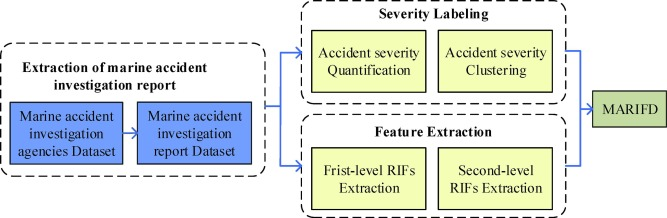 Extraction of marine accident
investigation report
Marine accident
investigation
agencies Dataset
Marine accident
investigation
report Dataset
Severity Labeling
Accident severity
Quantification
Accident severity
Clustering
Feature Extraction
Frist-level RIFs
Extraction
Second-level
RIFs Extraction
MARIFD